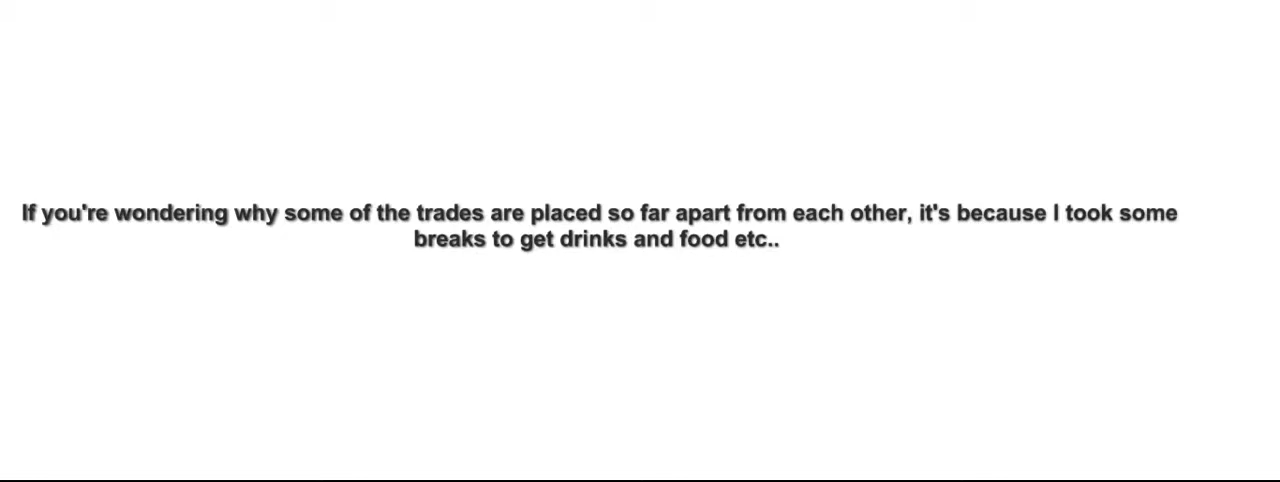 If you're wondering why some of the trades are placed so far apart from each other, it's because I took some
breaks to get drinks and food etc..